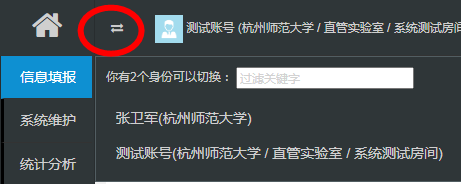 测试账号 (杭州师范大学 / 直管实验室 / 系统测试房间
信息填报
你有2个身份可以切换：
过滤关键字
系统维护
张卫军(杭州师范大学)
统计分析
测试账号(杭州师范大学 / 直管实验室 / 系统测试房间)